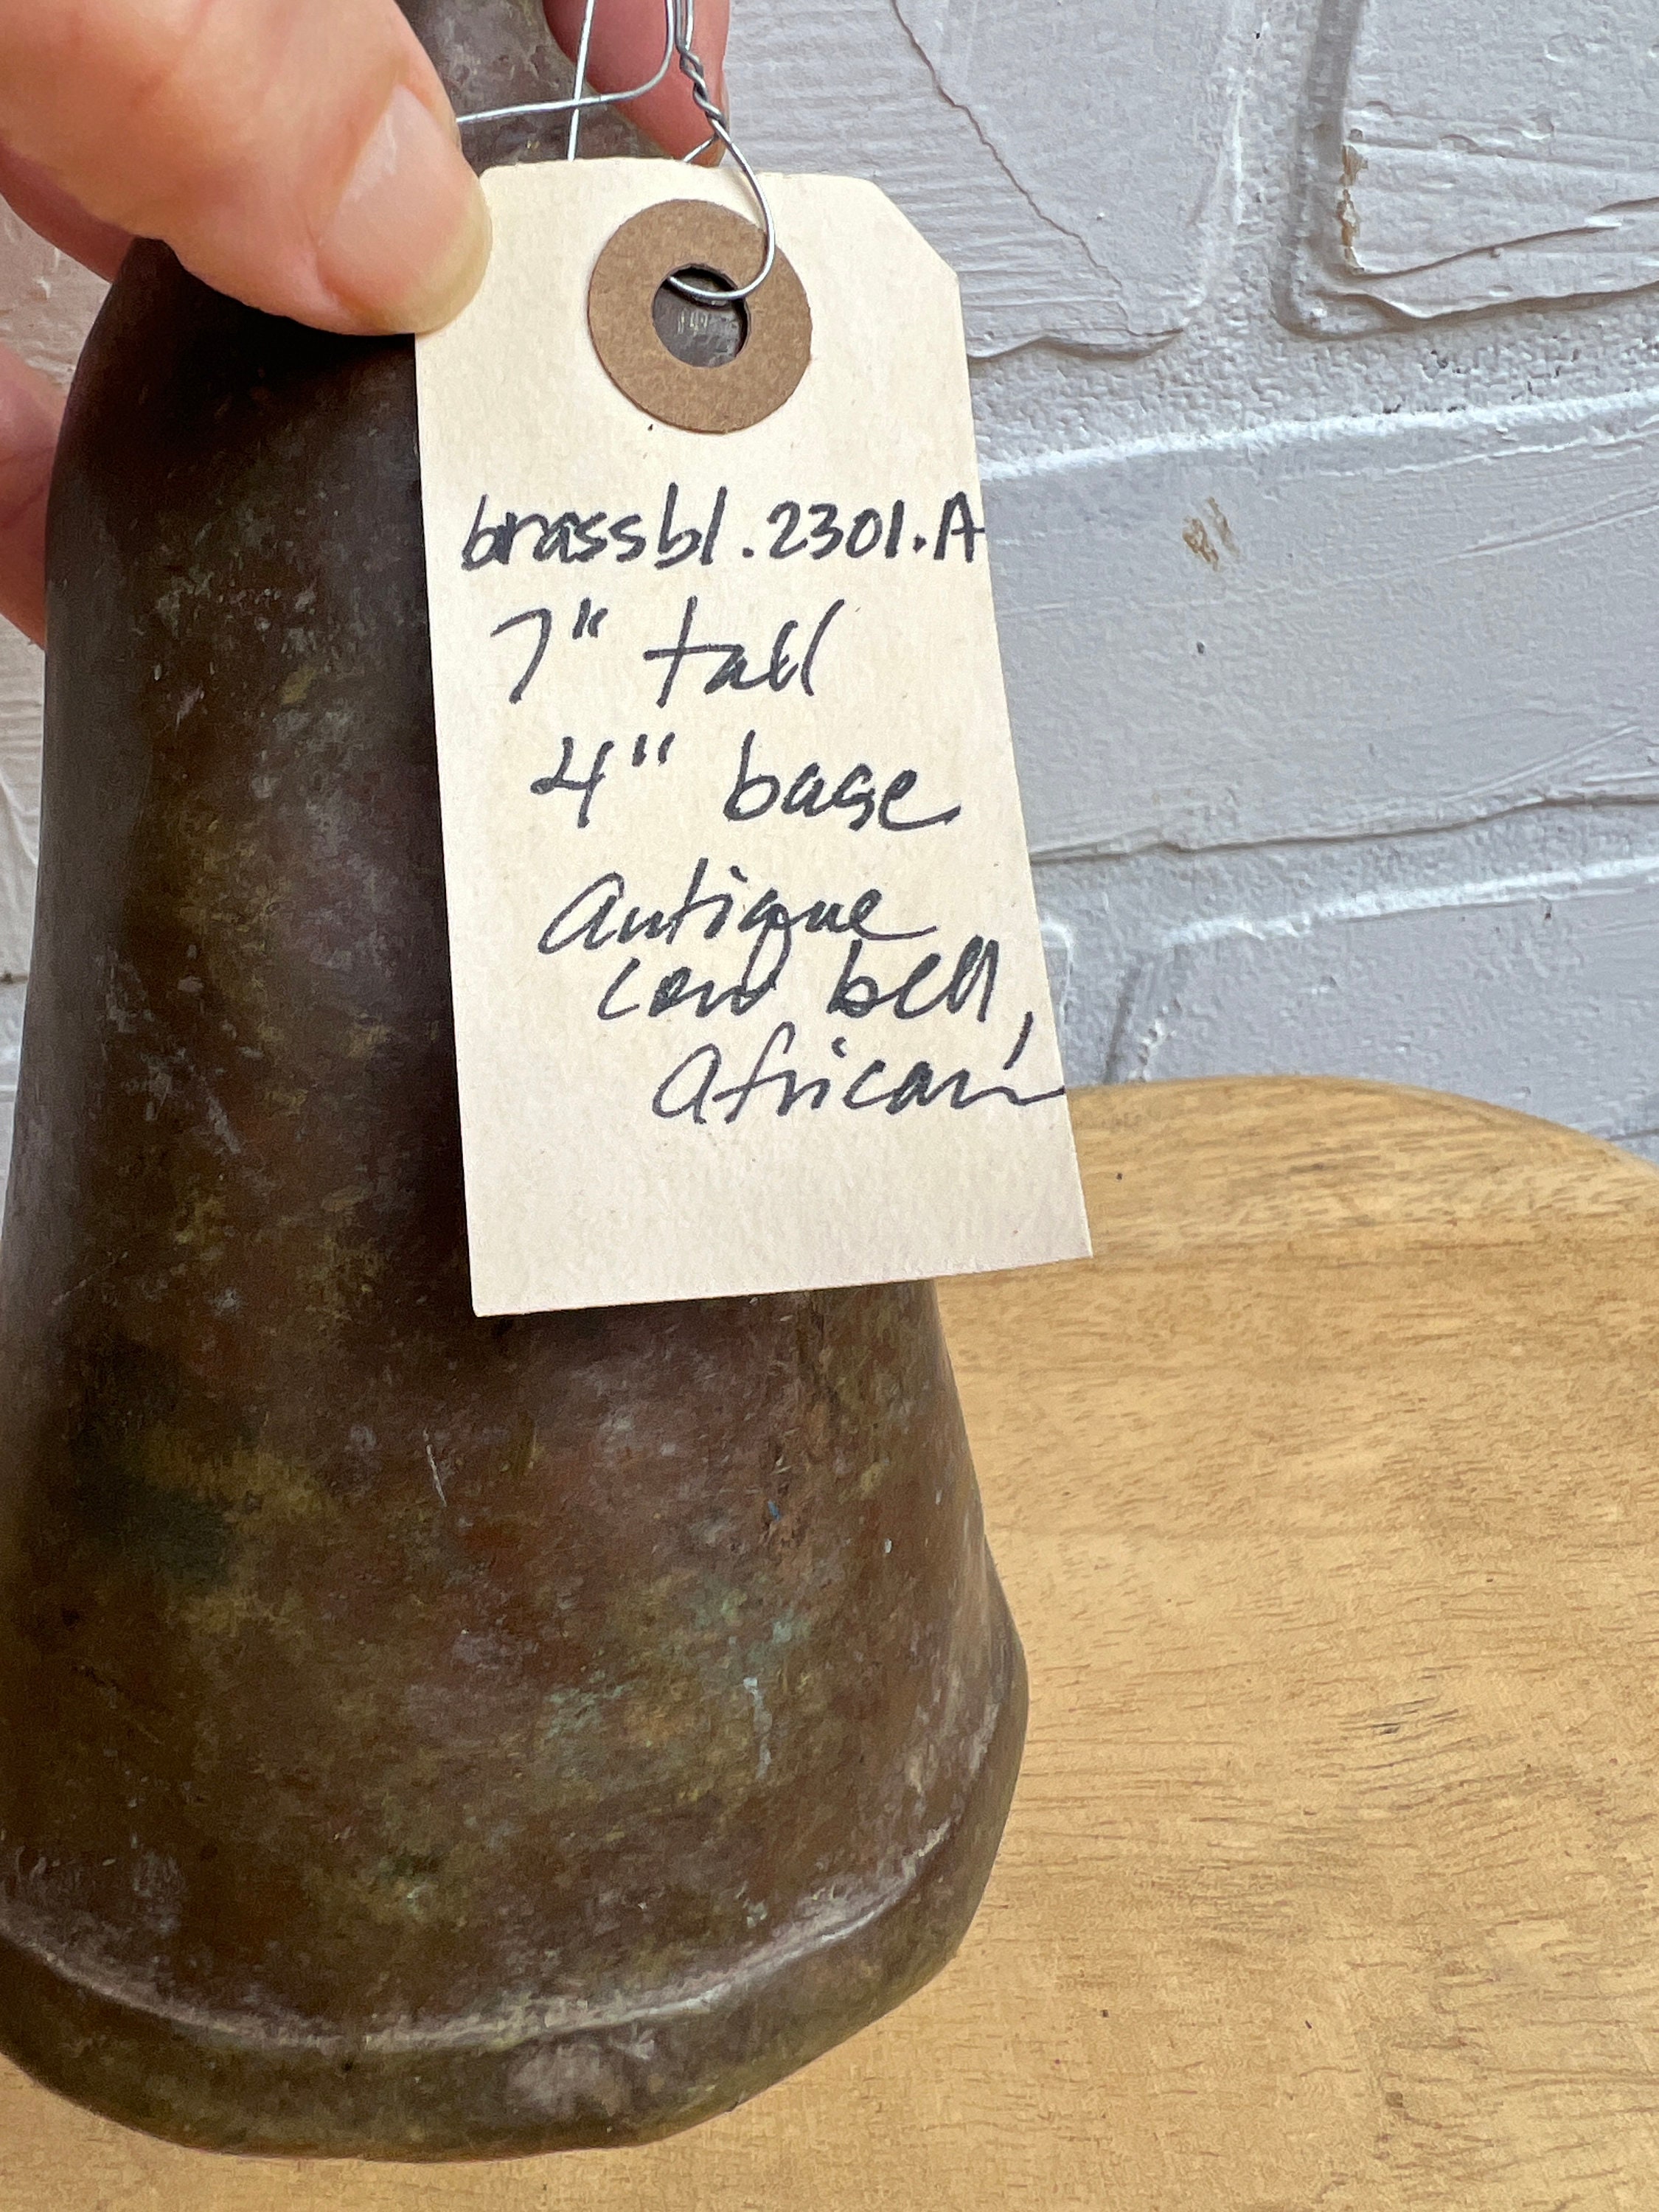 brassbl.2301.A
7" tall
4" base
Antique
cow bell,
African